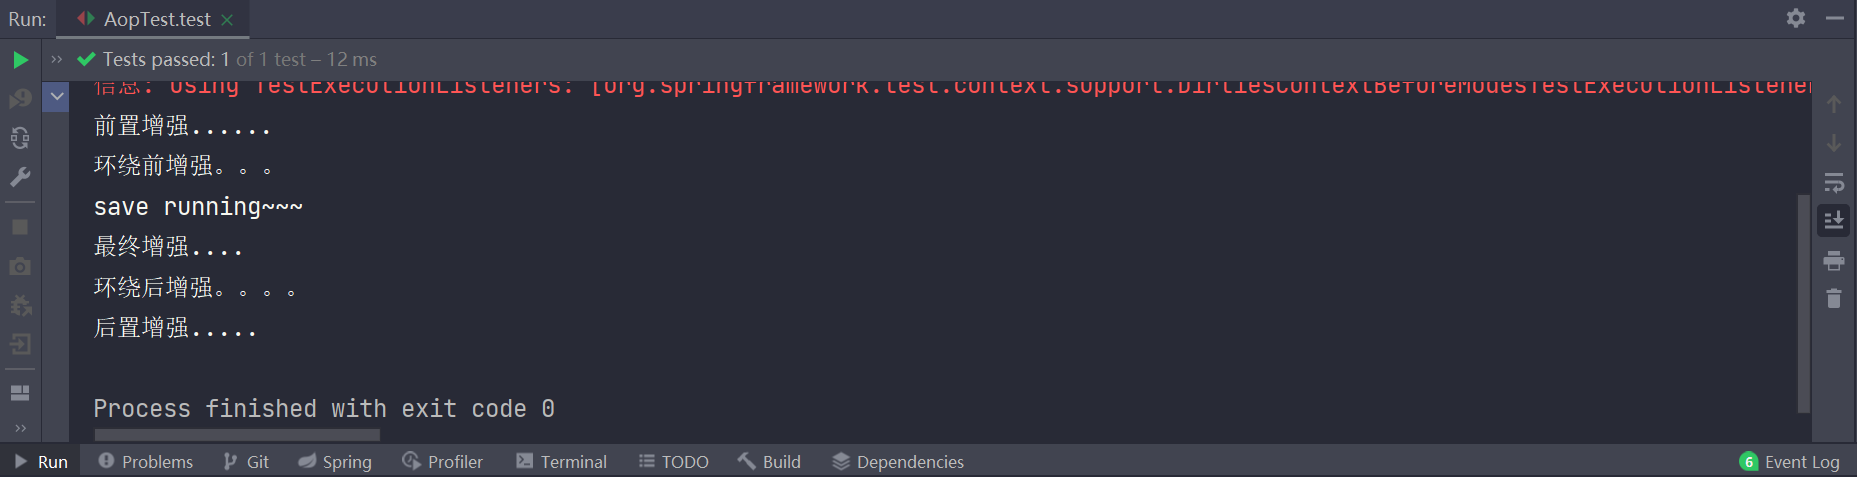 Run: AopTest.test
Tests passed: 1 of 1 test – 12 ms
信息: Using TestExecutionListeners: [org.springframework.test.context.support.DirtiesContextBeforeModesTestExecutionListener
前置增强......
环绕前增强。。。
save running~~~
最终增强....
环绕后增强。。。。
后置增强.....
Process finished with exit code 0
Run Problems Git Spring Profiler Terminal TODO Build Dependencies 6 Event Log